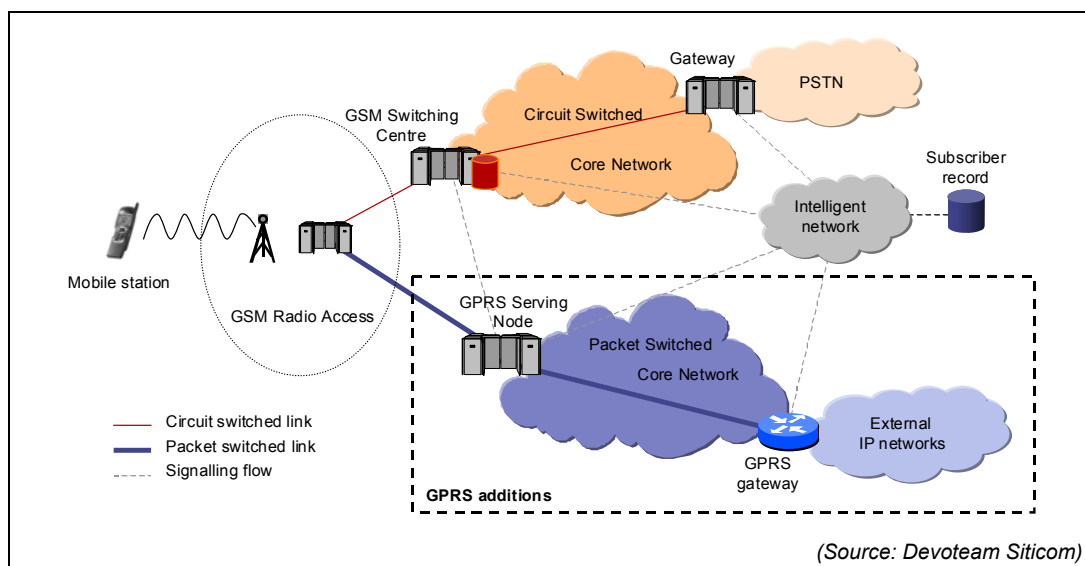 Gateway
PSTN
GSM Switching
Centre
Circuit Switched
Core Network
Subscriber
record
Intelligent
network
Mobile station
GSM Radio Access
GPRS Serving
Node
Packet Switched
Core Network
External
IP networks
GPRS
gateway
Circuit switched link
Packet switched link
Signalling flow
GPRS additions
(Source: Devoteam Siticom)